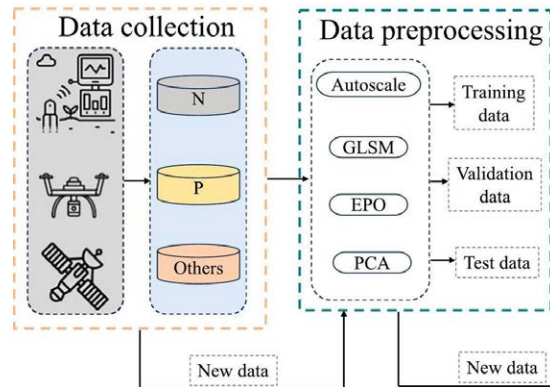 Data collection
N
P
Others
New data
Data preprocessing
Autoscale
GLSM
EPO
PCA
Training
data
Validation
data
Test data
New data